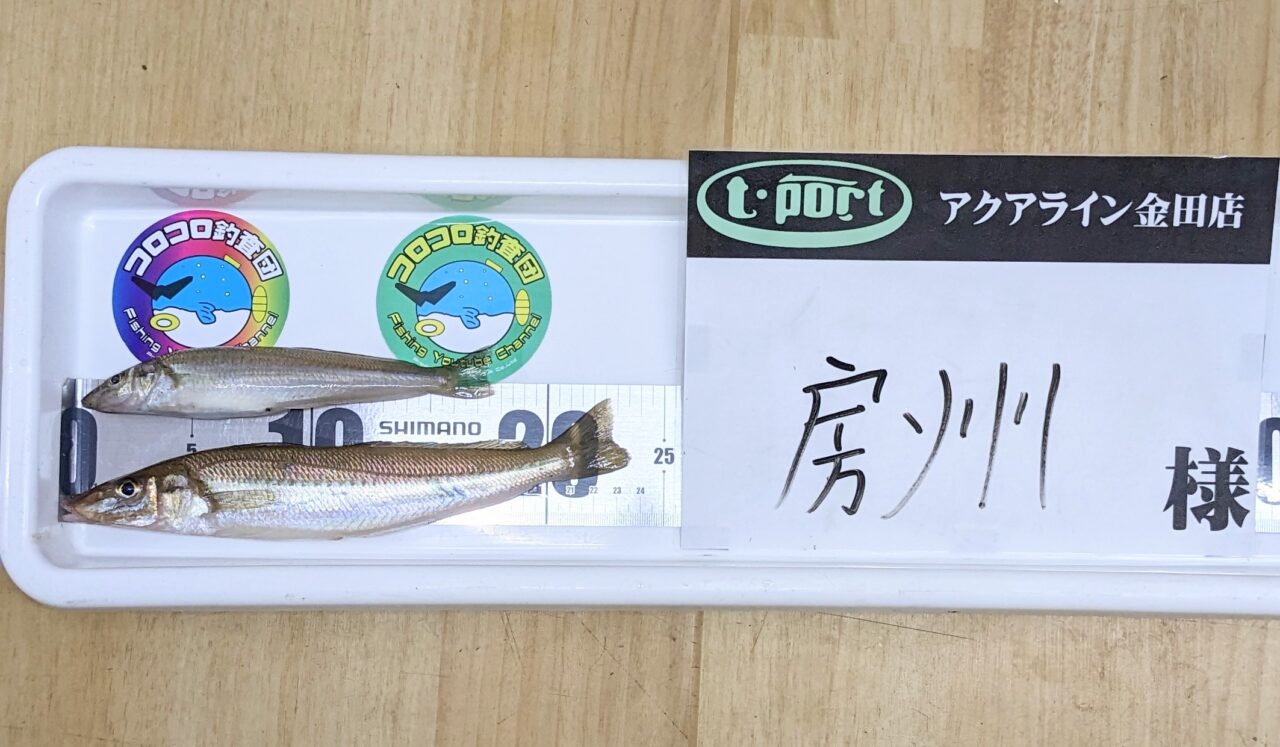 t・port
アクアライン金田店
房州
様
コロコロ釣査団
Fishing Youtube Channel
コロコロ釣査団
Fishing Youtube Channel
0
5
10
SHIMANO
20
25
21 22 23 24